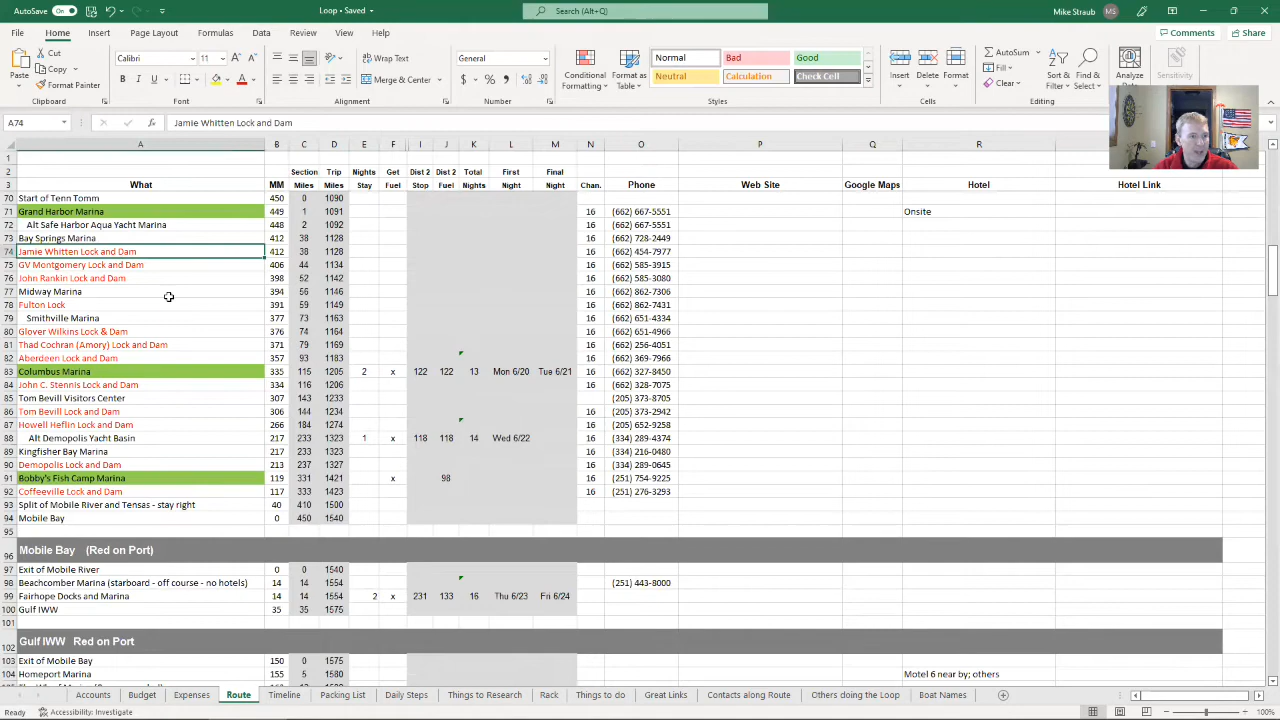 AutoSave On Loop • Saved Search (Alt+Q) Mike Straub MS
File Home Insert Page Layout Formulas Data Review View Help Comments Share
Cut Calibri 11 Wrap Text General Normal Bad Good AutoSum
Paste Copy Merge & Center Conditional Formatting Format as Table Neutral Calculation Check Cell Insert Delete Format Fill Sort & Filter Find & Select Analyze Data Sensitivity
Format Painter Clear
Clipboard Font Alignment Number Styles Cells Editing
A74 Jamie Whitten Lock and Dam
A B C D E F I J K L M N O P Q R S
1
Section Trip Nights Get Dist 2 Dist 2 Total First Final
3 What MM Miles Miles Stay Fuel Stop Fuel Nights Night Night Chan. Phone Web Site Google Maps Hotel Hotel Link
70 Start of Tenn Tomm 450 0 1090
71 Grand Harbor Marina 449 1 1091 16 (662) 667-5551 Onsite
72 Alt Safe Harbor Aqua Yacht Marina 448 2 1092 16 (662) 667-5551
73 Bay Springs Marina 412 38 1128 16 (662) 728-2449
74 Jamie Whitten Lock and Dam 412 38 1128 16 (662) 454-7977
75 GV Montgomery Lock and Dam 406 44 1134 16 (662) 585-3915
76 John Rankin Lock and Dam 398 52 1142 16 (662) 585-3080
77 Midway Marina 394 56 1146 16 (662) 862-7306
78 Fulton Lock 391 59 1149 16 (662) 862-7431
79 Smithville Marina 377 73 1163 16 (662) 651-4334
80 Glover Wilkins Lock & Dam 376 74 1164 16 (662) 651-4966
81 Thad Cochran (Amory) Lock and Dam 371 79 1169 16 (662) 256-4051
82 Aberdeen Lock and Dam 357 93 1183 16 (662) 369-7966
83 Columbus Marina 335 115 1205 2 x 122 122 13 Mon 6/20 Tue 6/21 16 (662) 327-8450
84 John C. Stennis Lock and Dam 334 116 1206 16 (662) 328-7075
85 Tom Bevill Visitors Center 307 143 1233 (205) 373-8705
86 Tom Bevill Lock and Dam 306 144 1234 16 (205) 373-2942
87 Howell Heflin Lock and Dam 266 184 1274 16 (205) 652-9258
88 Alt Demopolis Yacht Basin 217 233 1323 1 x 118 118 14 Wed 6/22 16 (334) 289-4374
89 Kingfisher Bay Marina 217 233 1323 16 (334) 216-0480
90 Demopolis Lock and Dam 213 237 1327 16 (334) 289-0645
91 Bobby's Fish Camp Marina 119 331 1421 x 98 16 (251) 754-9225
92 Coffeeville Lock and Dam 117 333 1423 16 (251) 276-3293
93 Split of Mobile River and Tensas - stay right 40 410 1500
94 Mobile Bay 0 450 1540
95
96 Mobile Bay (Red on Port)
97 Exit of Mobile River 0 0 1540
98 Beachcomber Marina (starboard - off course - no hotels) 14 14 1554 (251) 443-8000
99 Fairhope Docks and Marina 14 14 1554 2 x 231 133 16 Thu 6/23 Fri 6/24
100 Gulf IWW 35 35 1575
101
102 Gulf IWW Red on Port
103 Exit of Mobile Bay 150 0 1575
104 Homeport Marina 155 5 1580 Motel 6 near by; others
Accounts Budget Expenses Route Timeline Packing List Daily Steps Things to Research Rack Things to do Great Links Contacts along Route Others doing the Loop Boat Names
Ready Accessibility: Investigate 100%